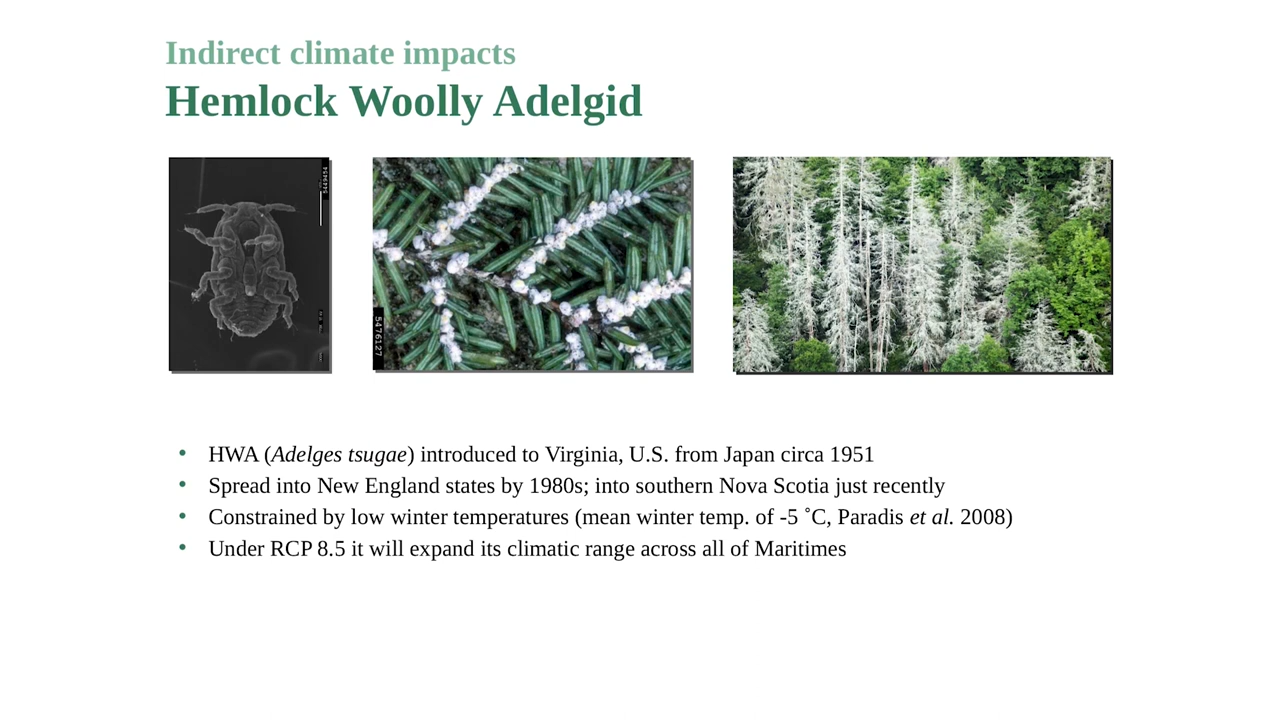 Indirect climate impacts
Hemlock Woolly Adelgid
5449454
5476127
• HWA (Adelges tsugae) introduced to Virginia, U.S. from Japan circa 1951
• Spread into New England states by 1980s; into southern Nova Scotia just recently
• Constrained by low winter temperatures (mean winter temp. of -5 ˚C, Paradis et al. 2008)
• Under RCP 8.5 it will expand its climatic range across all of Maritimes